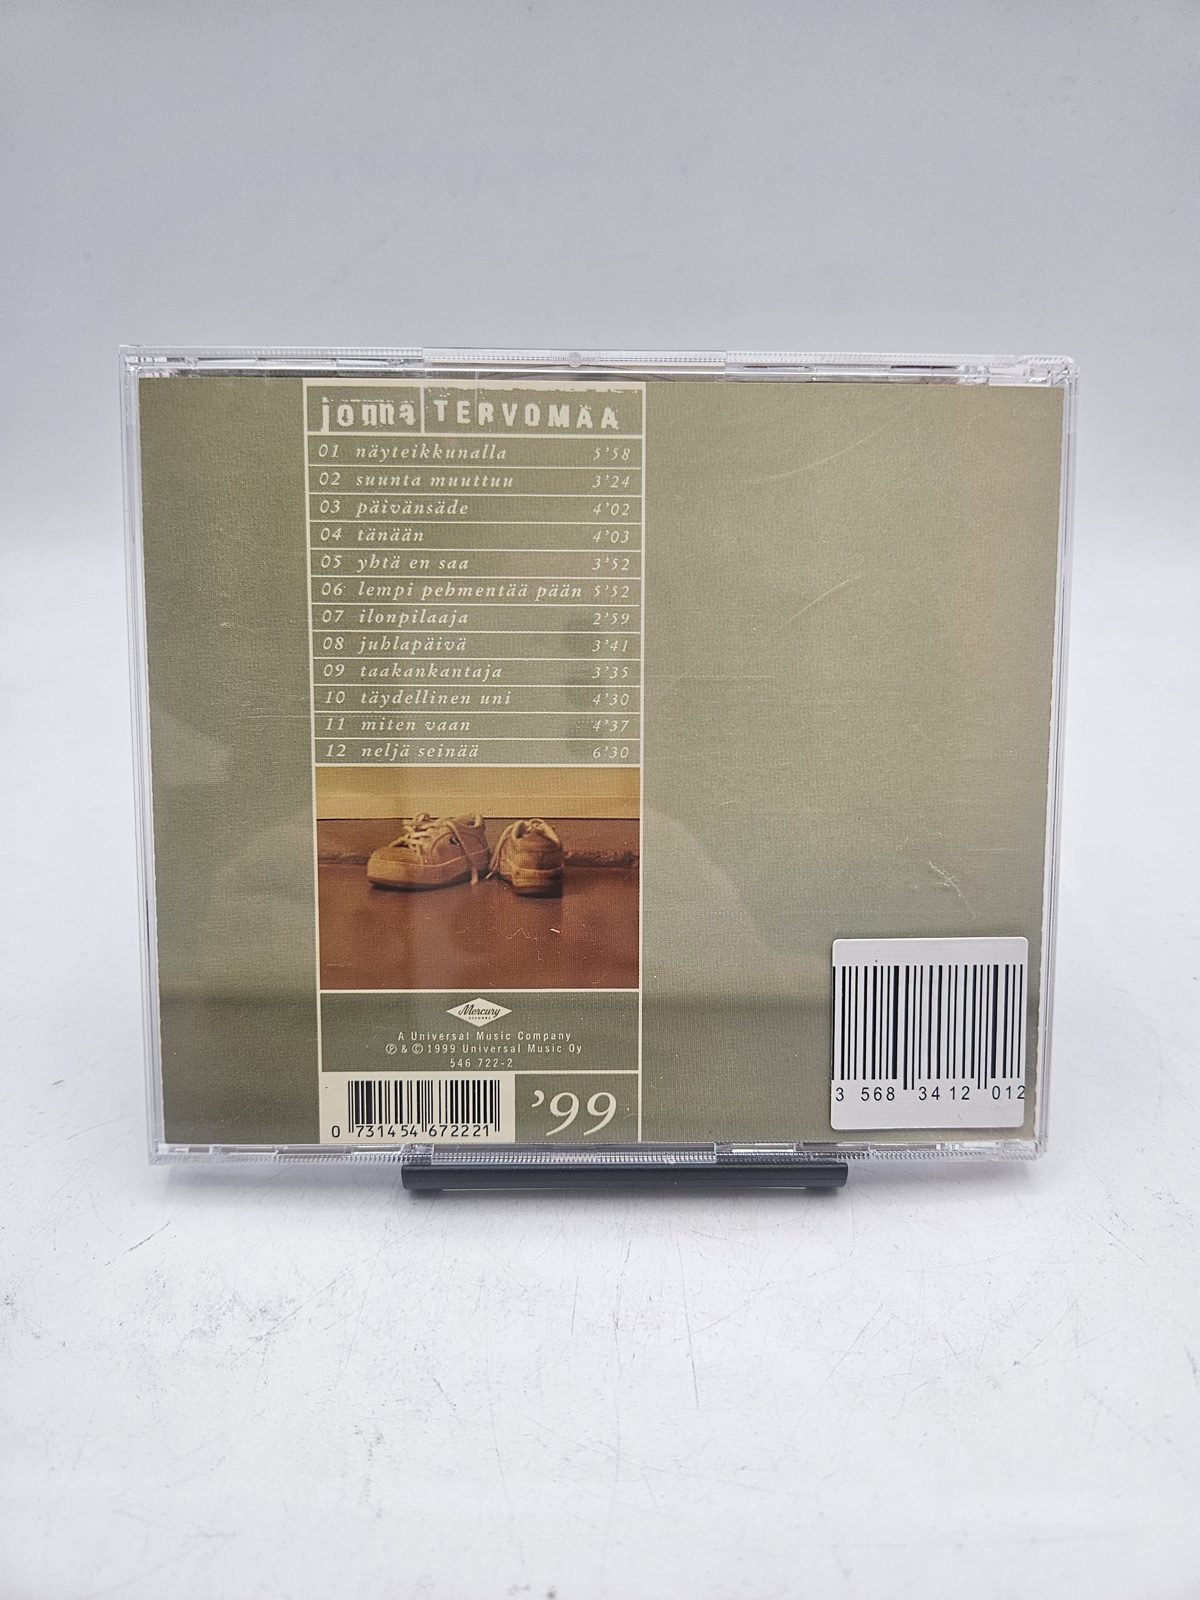 jonna TERVOMAA
01 näyteikkunalla 5'58
02 suunta muuttuu 3'24
03 päivänsäde 4'02
04 tänään 4'03
05 yhtä en saa 3'52
06 lempi pehmentää pään 5'52
07 ilonpilaaja 2'59
08 juhlapäivä 3'41
09 taakankantaja 3'35
10 täydellinen uni 4'30
11 miten vaan 4'37
12 neljä seinää 6'30
Mercury
RECORDS
A Universal Music Company
℗ & © 1999 Universal Music Oy
546 722-2
0 731454 672221
'99
3 568 3412 012